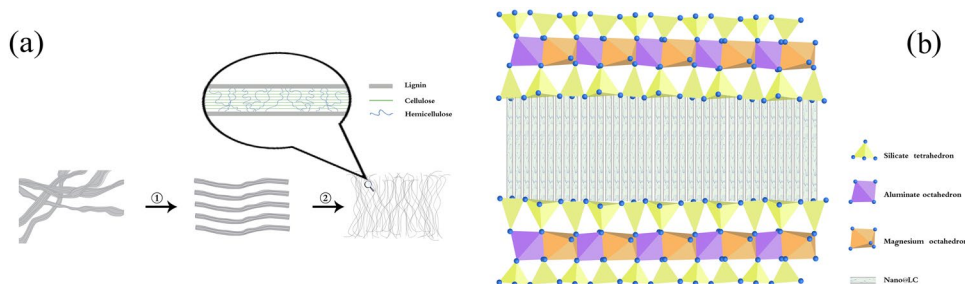 (a)
Lignin
Cellulose
Hemicellulose
①
②
(b)
Silicate tetrahedron
Aluminate octahedron
Magnesium octahedron
Nano@LC